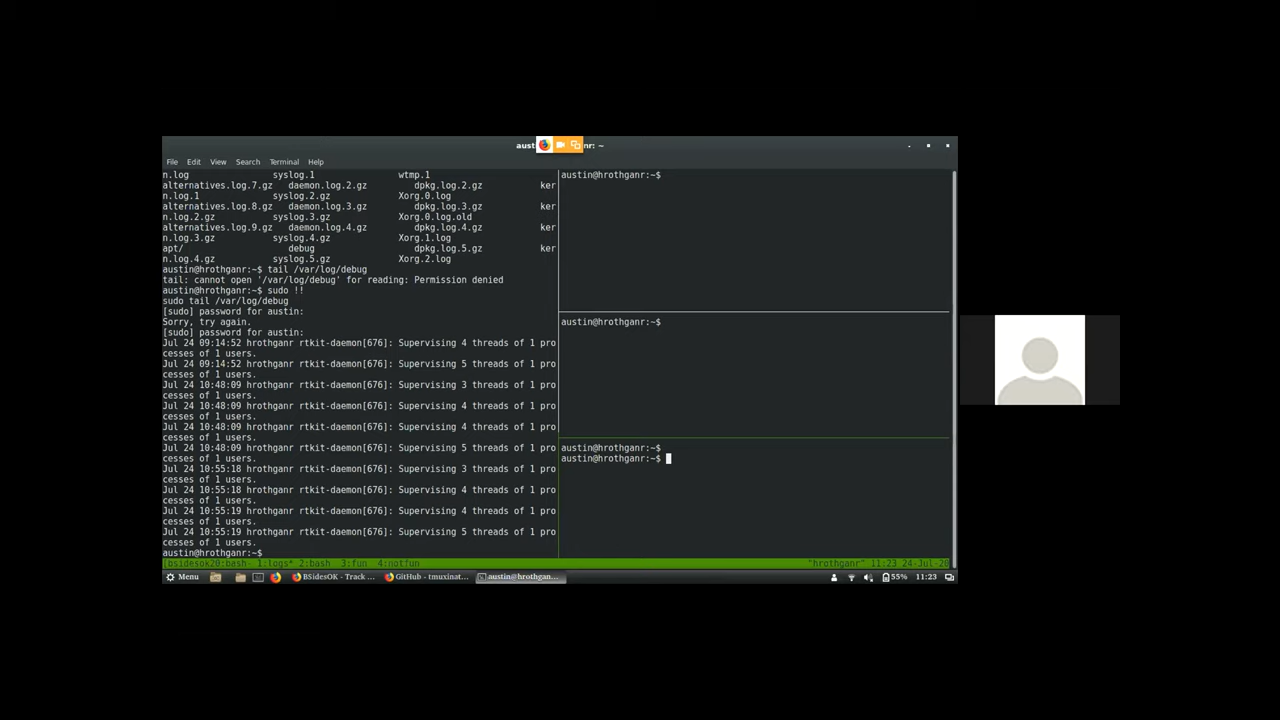 aust nr: ~
File Edit View Search Terminal Help
n.log syslog.1 wtmp.1
alternatives.log.7.gz daemon.log.2.gz dpkg.log.2.gz ker
n.log.1 syslog.2.gz Xorg.0.log
alternatives.log.8.gz daemon.log.3.gz dpkg.log.3.gz ker
n.log.2.gz syslog.3.gz Xorg.0.log.old
alternatives.log.9.gz daemon.log.4.gz dpkg.log.4.gz ker
n.log.3.gz syslog.4.gz Xorg.1.log
apt/ debug dpkg.log.5.gz ker
n.log.4.gz syslog.5.gz Xorg.2.log
austin@hrothganr:~$ tail /var/log/debug
tail: cannot open '/var/log/debug' for reading: Permission denied
austin@hrothganr:~$ sudo !!
sudo tail /var/log/debug
[sudo] password for austin:
Sorry, try again.
[sudo] password for austin:
Jul 24 09:14:52 hrothganr rtkit-daemon[676]: Supervising 4 threads of 1 pro
cesses of 1 users.
Jul 24 09:14:52 hrothganr rtkit-daemon[676]: Supervising 5 threads of 1 pro
cesses of 1 users.
Jul 24 10:48:09 hrothganr rtkit-daemon[676]: Supervising 3 threads of 1 pro
cesses of 1 users.
Jul 24 10:48:09 hrothganr rtkit-daemon[676]: Supervising 4 threads of 1 pro
cesses of 1 users.
Jul 24 10:48:09 hrothganr rtkit-daemon[676]: Supervising 4 threads of 1 pro
cesses of 1 users.
Jul 24 10:48:09 hrothganr rtkit-daemon[676]: Supervising 5 threads of 1 pro
cesses of 1 users.
Jul 24 10:55:18 hrothganr rtkit-daemon[676]: Supervising 3 threads of 1 pro
cesses of 1 users.
Jul 24 10:55:18 hrothganr rtkit-daemon[676]: Supervising 4 threads of 1 pro
cesses of 1 users.
Jul 24 10:55:19 hrothganr rtkit-daemon[676]: Supervising 4 threads of 1 pro
cesses of 1 users.
Jul 24 10:55:19 hrothganr rtkit-daemon[676]: Supervising 5 threads of 1 pro
cesses of 1 users.
austin@hrothganr:~$
austin@hrothganr:~$
austin@hrothganr:~$
austin@hrothganr:~$
austin@hrothganr:~$
[bsidesok20:bash- 1:logs* 2:bash 3:fun 4:notfun "hrothganr" 11:23 24-Jul-20
Menu BSidesOK - Track ... GitHub - tmuxinat... austin@hrothgan... 55% 11:23